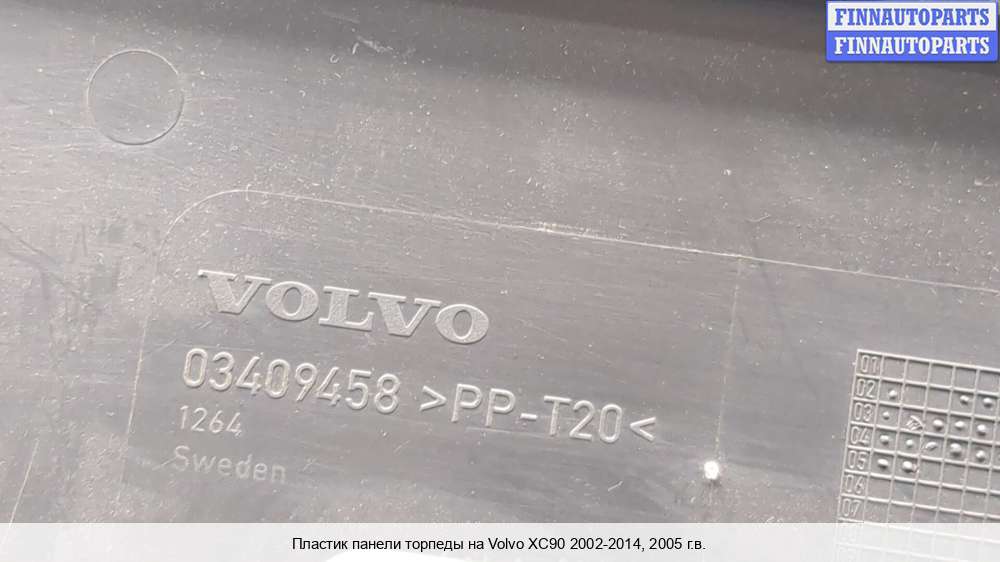 FINNAUTOPARTS
FINNAUTOPARTS
VOLVO
03409458 >PP-T20<
1264
Sweden
01
02
03
04
05
06
07
Пластик панели торпеды на Volvo XC90 2002-2014, 2005 г.в.